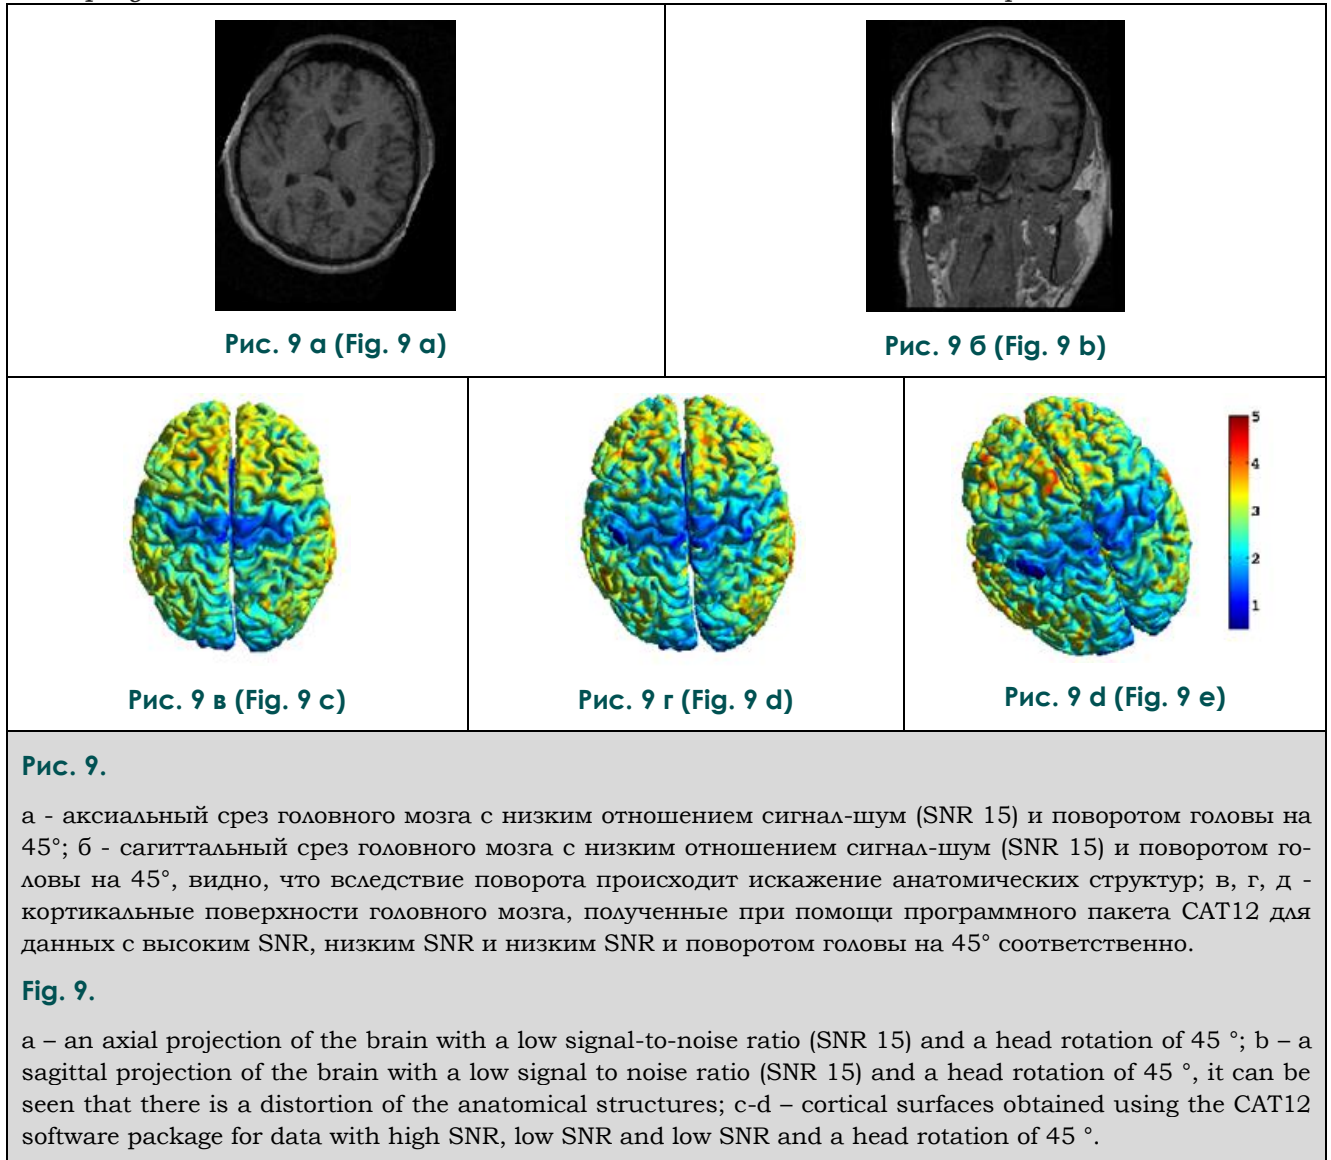 Рис. 9 а (Fig. 9 a)
Рис. 9 б (Fig. 9 b)
5
4
3
2
1
Рис. 9 в (Fig. 9 c)
Рис. 9 г (Fig. 9 d)
Рис. 9 d (Fig. 9 e)
Рис. 9.
а - аксиальный срез головного мозга с низким отношением сигнал-шум (SNR 15) и поворотом головы на
45°; б - сагиттальный срез головного мозга с низким отношением сигнал-шум (SNR 15) и поворотом го-
ловы на 45°, видно, что вследствие поворота происходит искажение анатомических структур; в, г, д -
кортикальные поверхности головного мозга, полученные при помощи программного пакета CAT12 для
данных с высоким SNR, низким SNR и низким SNR и поворотом головы на 45° соответственно.
Fig. 9.
a – an axial projection of the brain with a low signal-to-noise ratio (SNR 15) and a head rotation of 45 °; b – a
sagittal projection of the brain with a low signal to noise ratio (SNR 15) and a head rotation of 45 °, it can be
seen that there is a distortion of the anatomical structures; c-d – cortical surfaces obtained using the CAT12
software package for data with high SNR, low SNR and low SNR and a head rotation of 45 °.